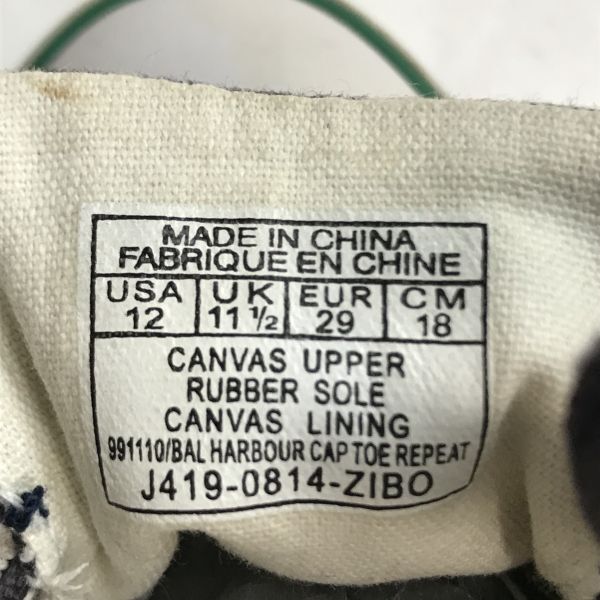 MADE IN CHINA
FABRIQUE EN CHINE
USA UK EUR CM
12 11 ½ 29 18
CANVAS UPPER
RUBBER SOLE
CANVAS LINING
991110/BAL HARBOUR CAP TOE REPEAT
J419-0814-ZIBO